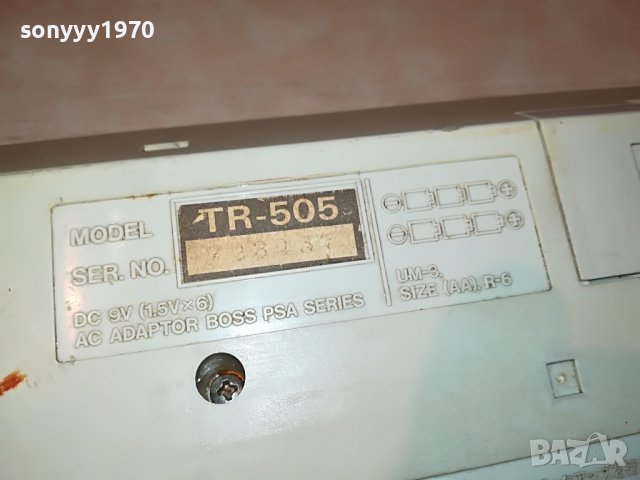 sonyyy1970
MODEL TR-505
SER. NO.
DC 9V (1.5V×6)
AC ADAPTOR BOSS PSA SERIES
UM-3,
SIZE (AA), R-6
BAZAR